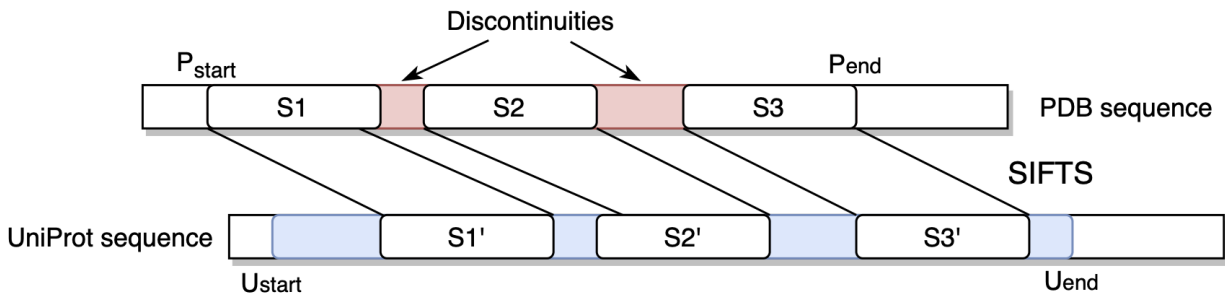 Discontinuities
Pstart
Pend
S1
S2
S3
PDB sequence
SIFTS
UniProt sequence
S1'
S2'
S3'
Ustart
Uend